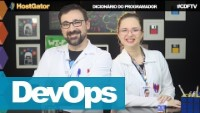 HostGator
DICIONÁRIO DO PROGRAMADOR
#CDFTV
DevOps